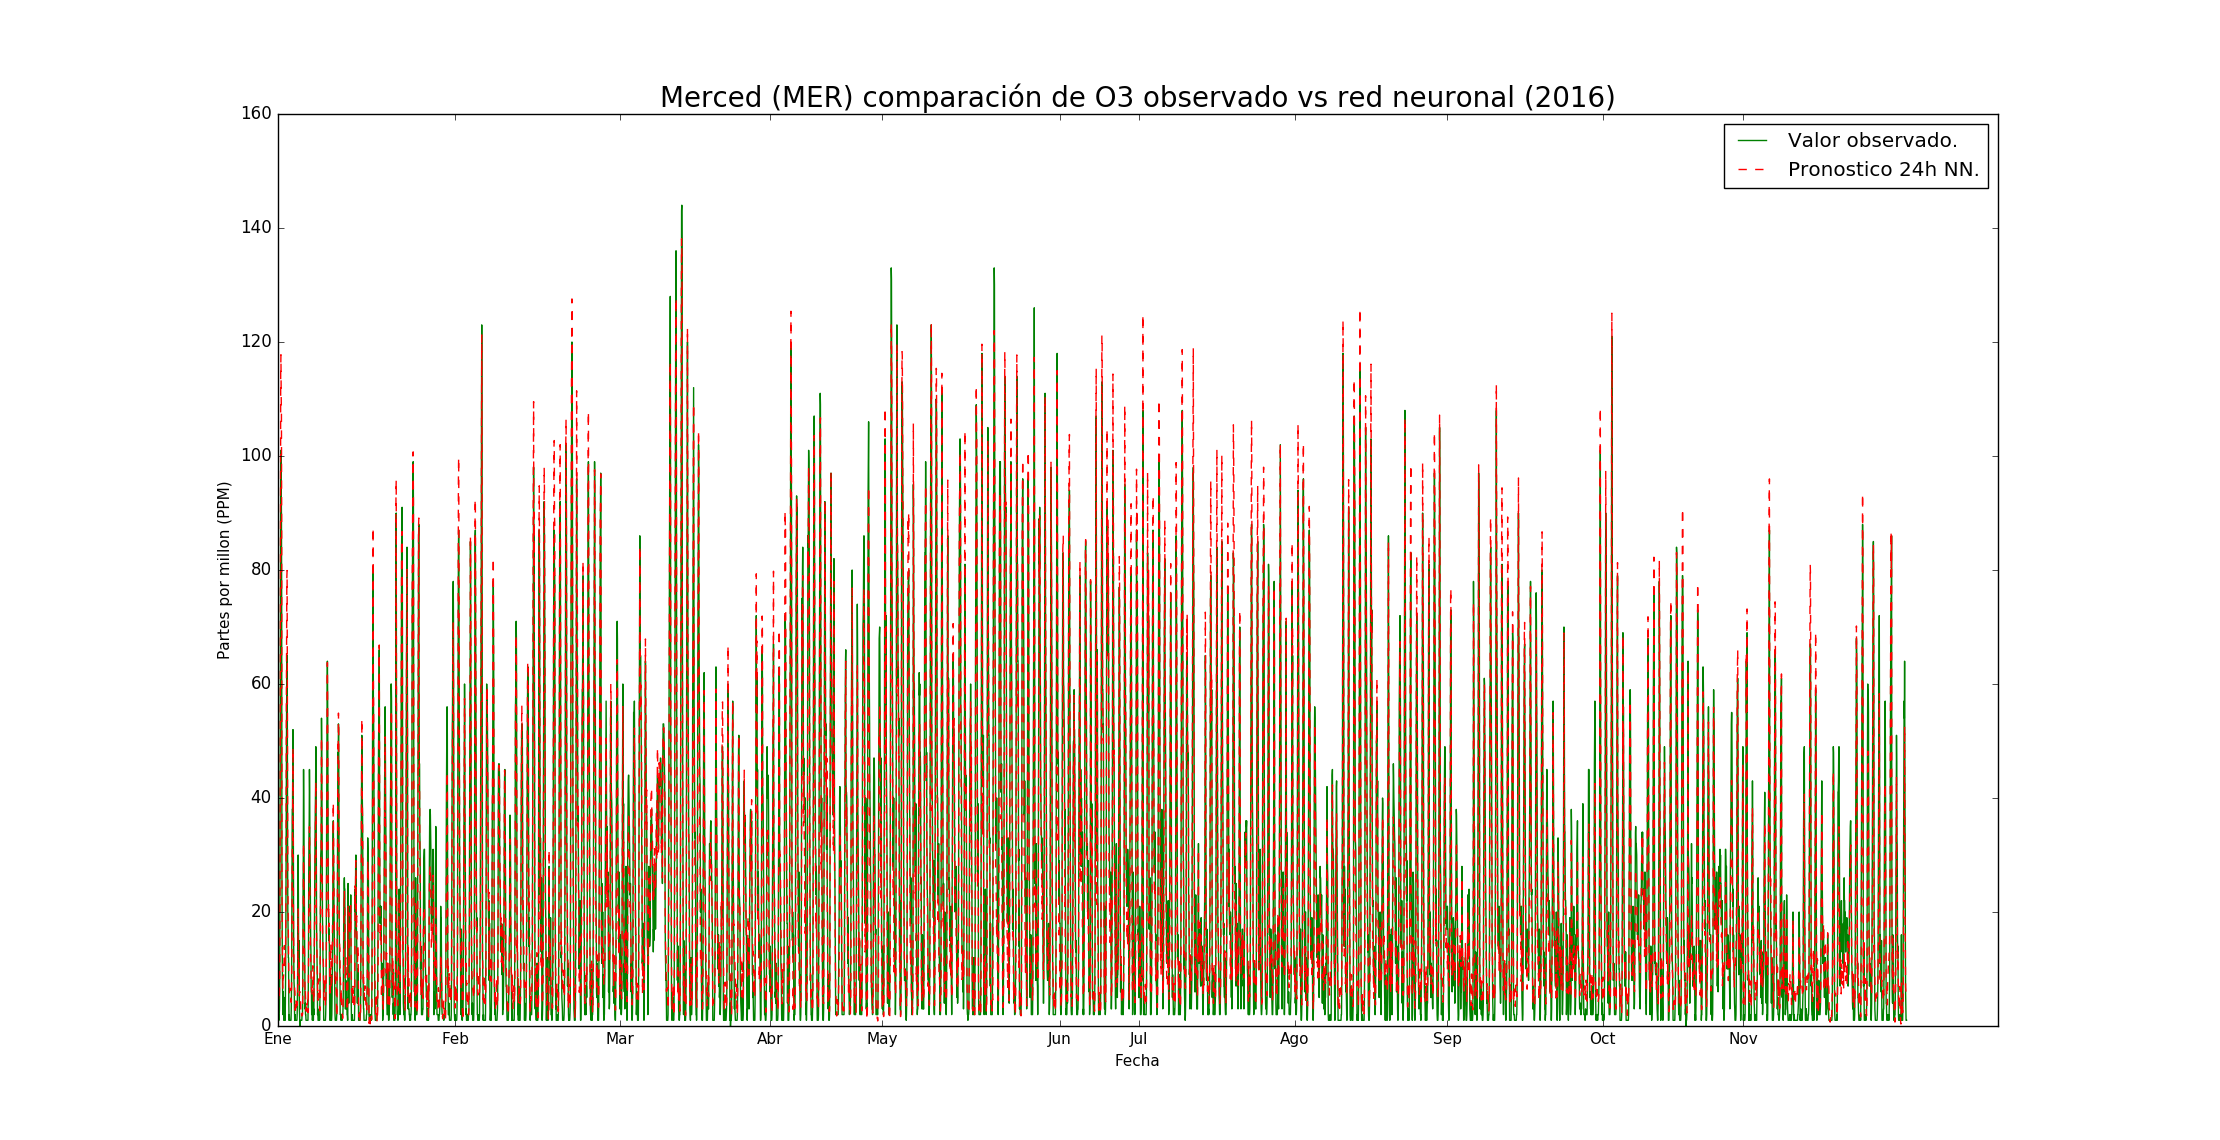 Merced (MER) comparación de O3 observado vs red neuronal (2016)
160
140
120
100
80
60
40
20
0
Partes por millon (PPM)
Valor observado.
Pronostico 24h NN.
Ene Feb Mar Abr May Jun Jul Ago Sep Oct Nov
Fecha